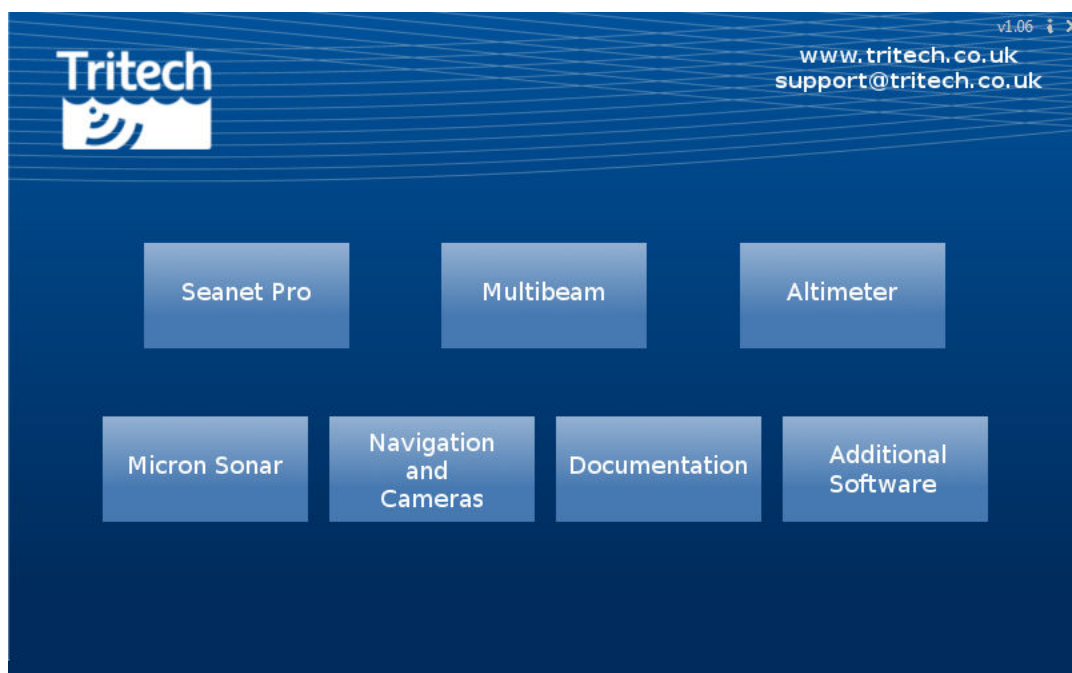 v1.06 i X
Tritech
www.tritech.co.uk
support@tritech.co.uk
Seanet Pro
Multibeam
Altimeter
Micron Sonar
Navigation
and
Cameras
Documentation
Additional
Software